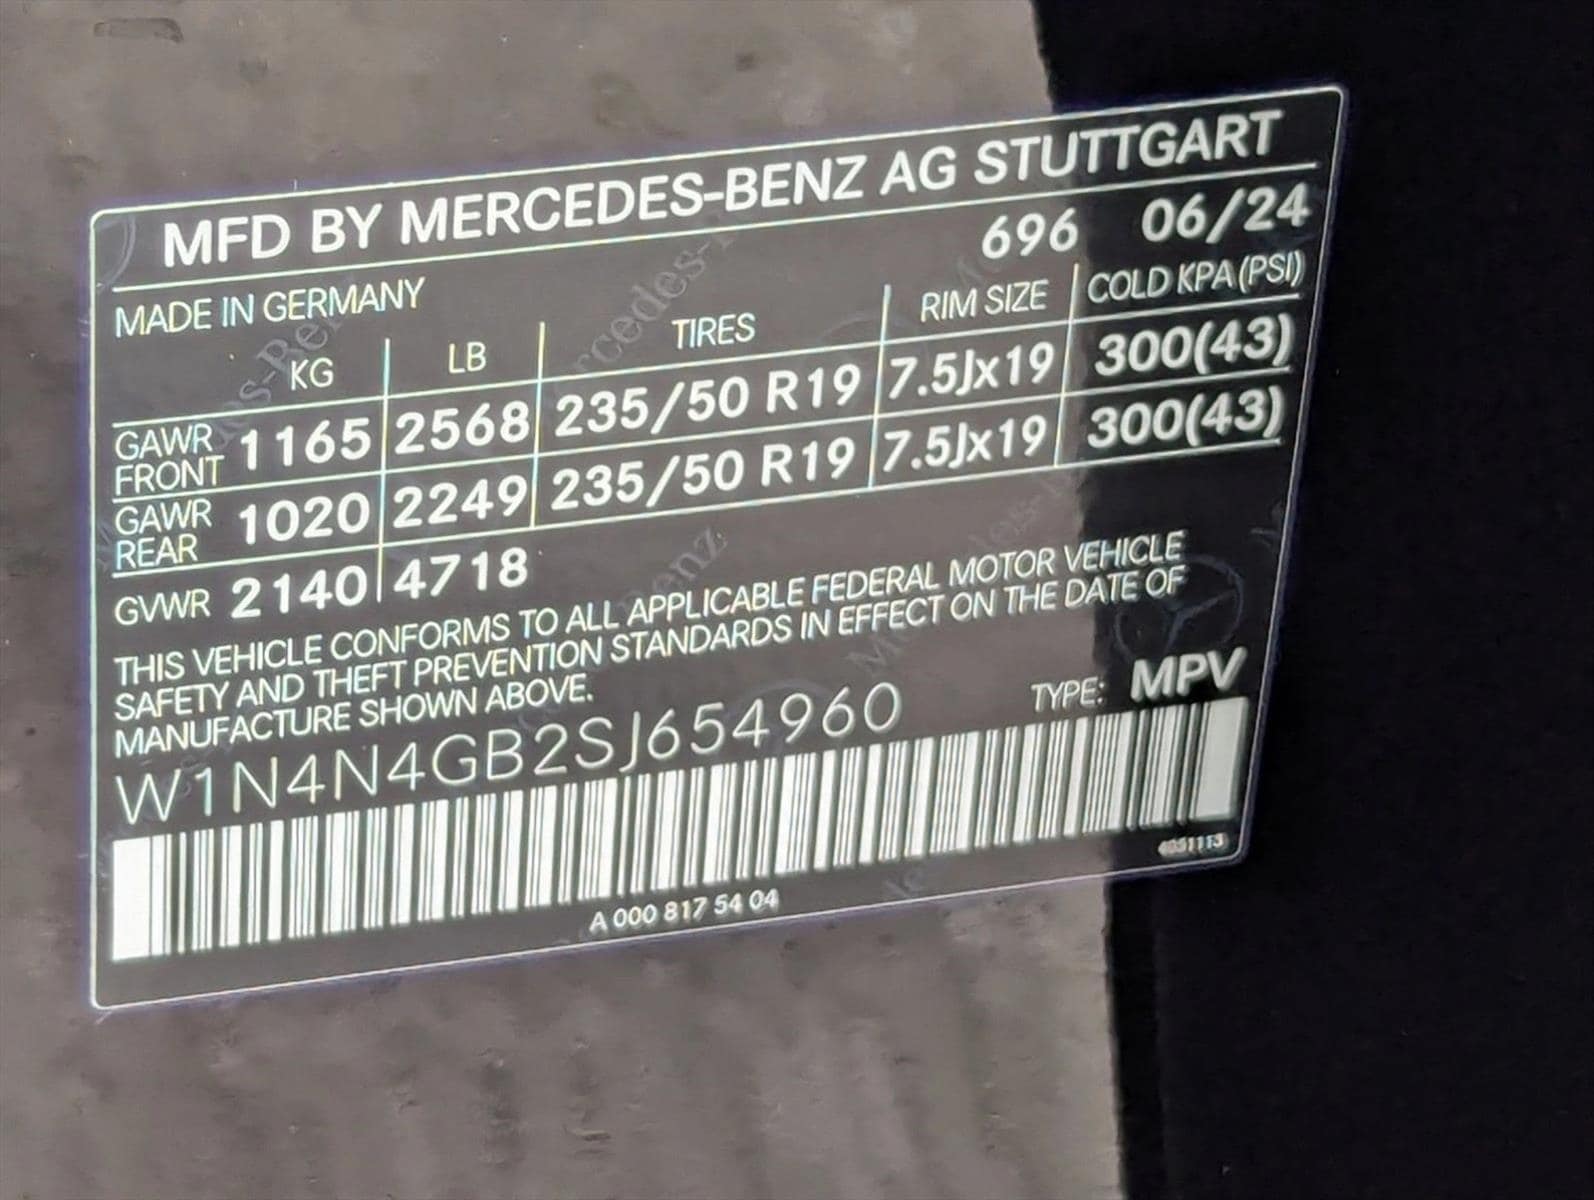 MFD BY MERCEDES-BENZ AG STUTTGART
696 06/24
MADE IN GERMANY
KG LB TIRES RIM SIZE COLD KPA (PSI)
GAWR FRONT 1165 2568 235/50 R19 7.5Jx19 300(43)
GAWR REAR 1020 2249 235/50 R19 7.5Jx19 300(43)
GVWR 2140 4718
THIS VEHICLE CONFORMS TO ALL APPLICABLE FEDERAL MOTOR VEHICLE
SAFETY AND THEFT PREVENTION STANDARDS IN EFFECT ON THE DATE OF
MANUFACTURE SHOWN ABOVE.
TYPE: MPV
W1N4N4GB2SJ654960
A 000 817 54 04